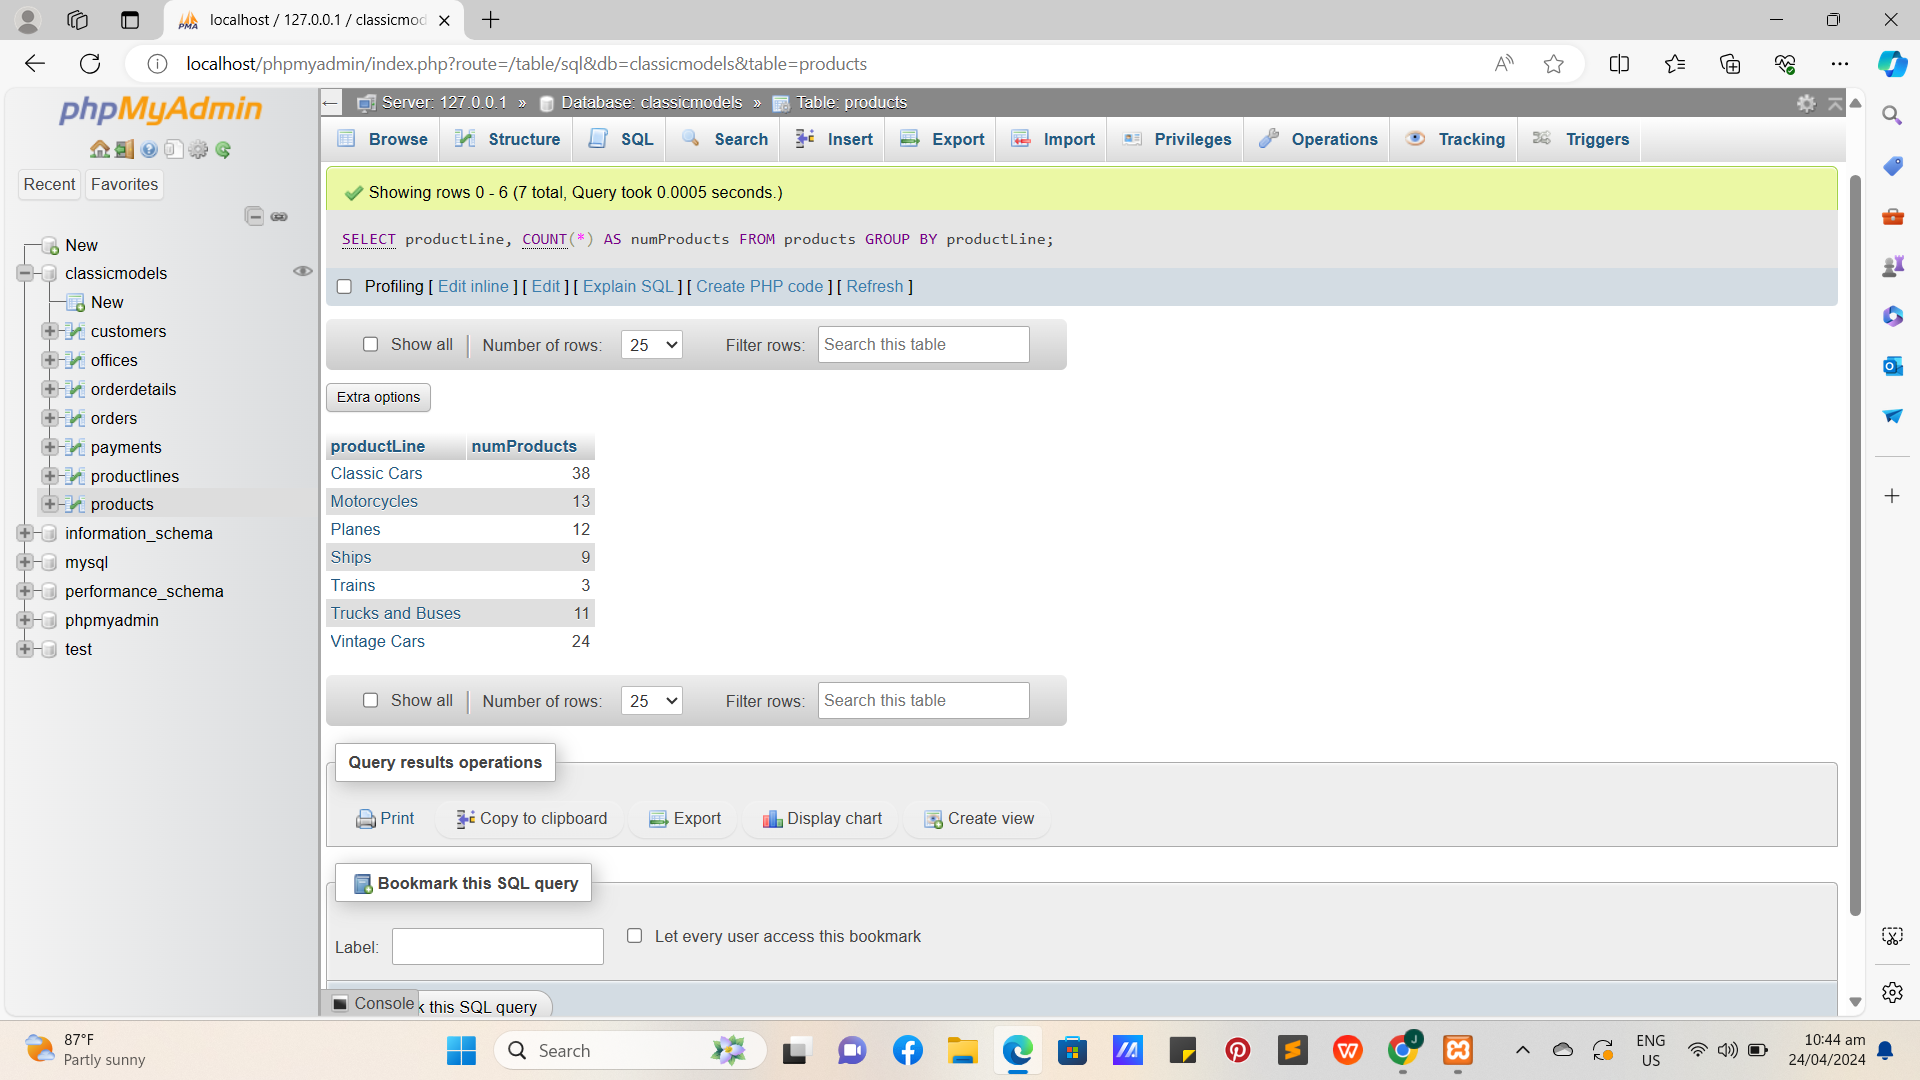 localhost / 127.0.0.1 / classicmod
localhost/phpmyadmin/index.php?route=/table/sql&db=classicmodels&table=products
phpMyAdmin
Recent Favorites
New
classicmodels
New
customers
offices
orderdetails
orders
payments
productlines
products
information_schema
mysql
performance_schema
phpmyadmin
test
Server: 127.0.0.1 » Database: classicmodels » Table: products
Browse Structure SQL Search Insert Export Import Privileges Operations Tracking Triggers
Showing rows 0 - 6 (7 total, Query took 0.0005 seconds.)
SELECT productLine, COUNT(*) AS numProducts FROM products GROUP BY productLine;
Profiling [ Edit inline ] [ Edit ] [ Explain SQL ] [ Create PHP code ] [ Refresh ]
Show all Number of rows: 25 Filter rows: Search this table
Extra options
productLine numProducts
Classic Cars 38
Motorcycles 13
Planes 12
Ships 9
Trains 3
Trucks and Buses 11
Vintage Cars 24
Show all Number of rows: 25 Filter rows: Search this table
Query results operations
Print Copy to clipboard Export Display chart Create view
Bookmark this SQL query
Label: Let every user access this bookmark
Console k this SQL query
87°F
Partly sunny
Search
ENG
US
10:44 am
24/04/2024